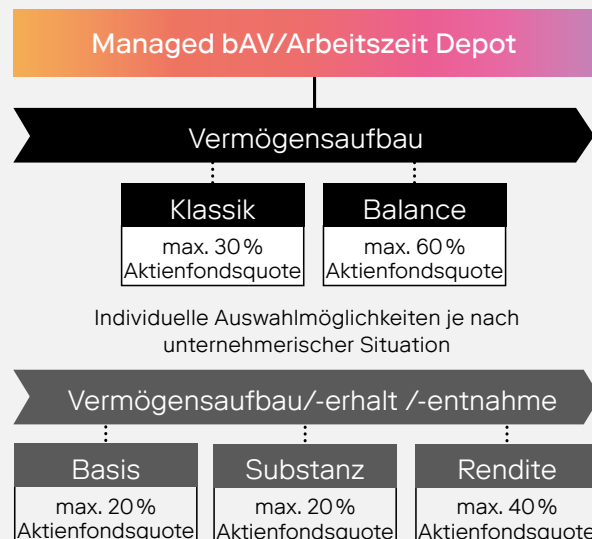 Managed bAV/Arbeitszeit Depot
Vermögensaufbau
Klassik
max. 30 %
Aktienfondsquote
Balance
max. 60 %
Aktienfondsquote
Individuelle Auswahlmöglichkeiten je nach
unternehmerischer Situation
Vermögensaufbau/-erhalt /-entnahme
Basis
max. 20 %
Aktienfondsquote
Substanz
max. 20 %
Aktienfondsquote
Rendite
max. 40 %
Aktienfondsquote